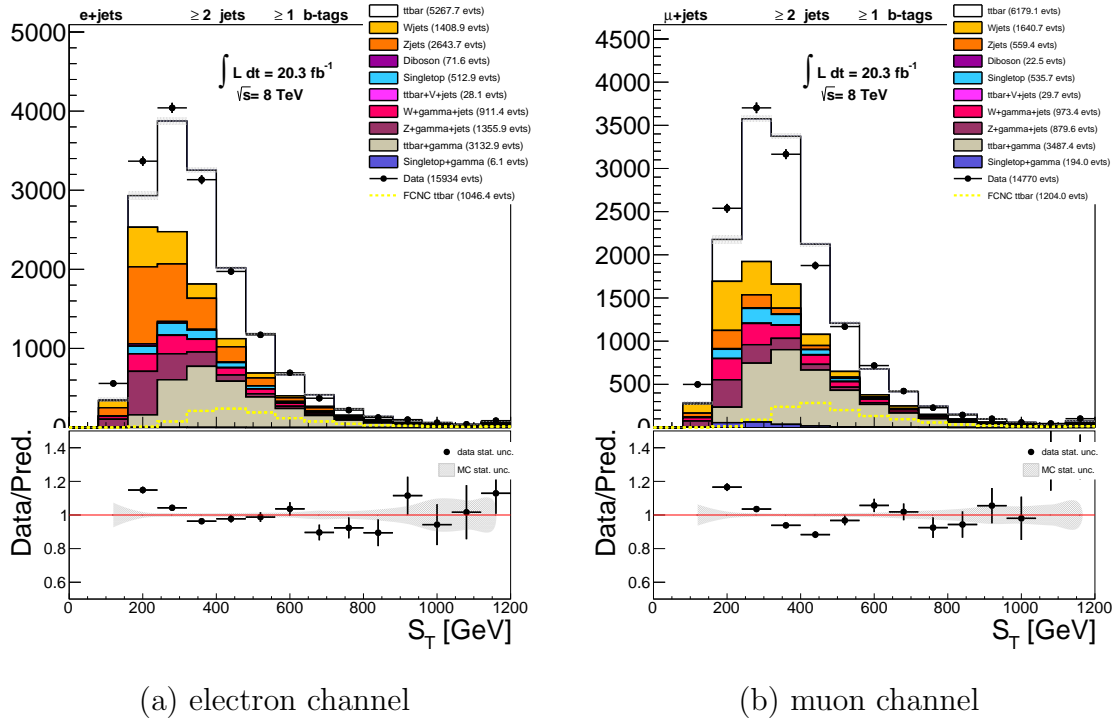 e+jets ≥ 2 jets ≥ 1 b-tags
∫ L dt = 20.3 fb⁻¹
√s= 8 TeV
ttbar (5267.7 evts)
Wjets (1408.9 evts)
Zjets (2643.7 evts)
Diboson (71.6 evts)
Singletop (512.9 evts)
ttbar+V+jets (28.1 evts)
W+gamma+jets (911.4 evts)
Z+gamma+jets (1355.9 evts)
ttbar+gamma (3132.9 evts)
Singletop+gamma (6.1 evts)
Data (15934 evts)
FCNC ttbar (1046.4 evts)
5000
4000
3000
2000
1000
0
Data/Pred.
1.4
1.2
1
0.8
0.6
data stat. unc.
MC stat. unc.
0 200 400 600 800 1000 1200
S_T [GeV]
(a) electron channel
μ+jets ≥ 2 jets ≥ 1 b-tags
∫ L dt = 20.3 fb⁻¹
√s= 8 TeV
ttbar (6179.1 evts)
Wjets (1640.7 evts)
Zjets (559.4 evts)
Diboson (22.5 evts)
Singletop (535.7 evts)
ttbar+V+jets (29.7 evts)
W+gamma+jets (973.4 evts)
Z+gamma+jets (879.6 evts)
ttbar+gamma (3487.4 evts)
Singletop+gamma (194.0 evts)
Data (14770 evts)
FCNC ttbar (1204.0 evts)
4500
4000
3500
3000
2500
2000
1500
1000
500
0
Data/Pred.
1.4
1.2
1
0.8
0.6
data stat. unc.
MC stat. unc.
0 200 400 600 800 1000 1200
S_T [GeV]
(b) muon channel